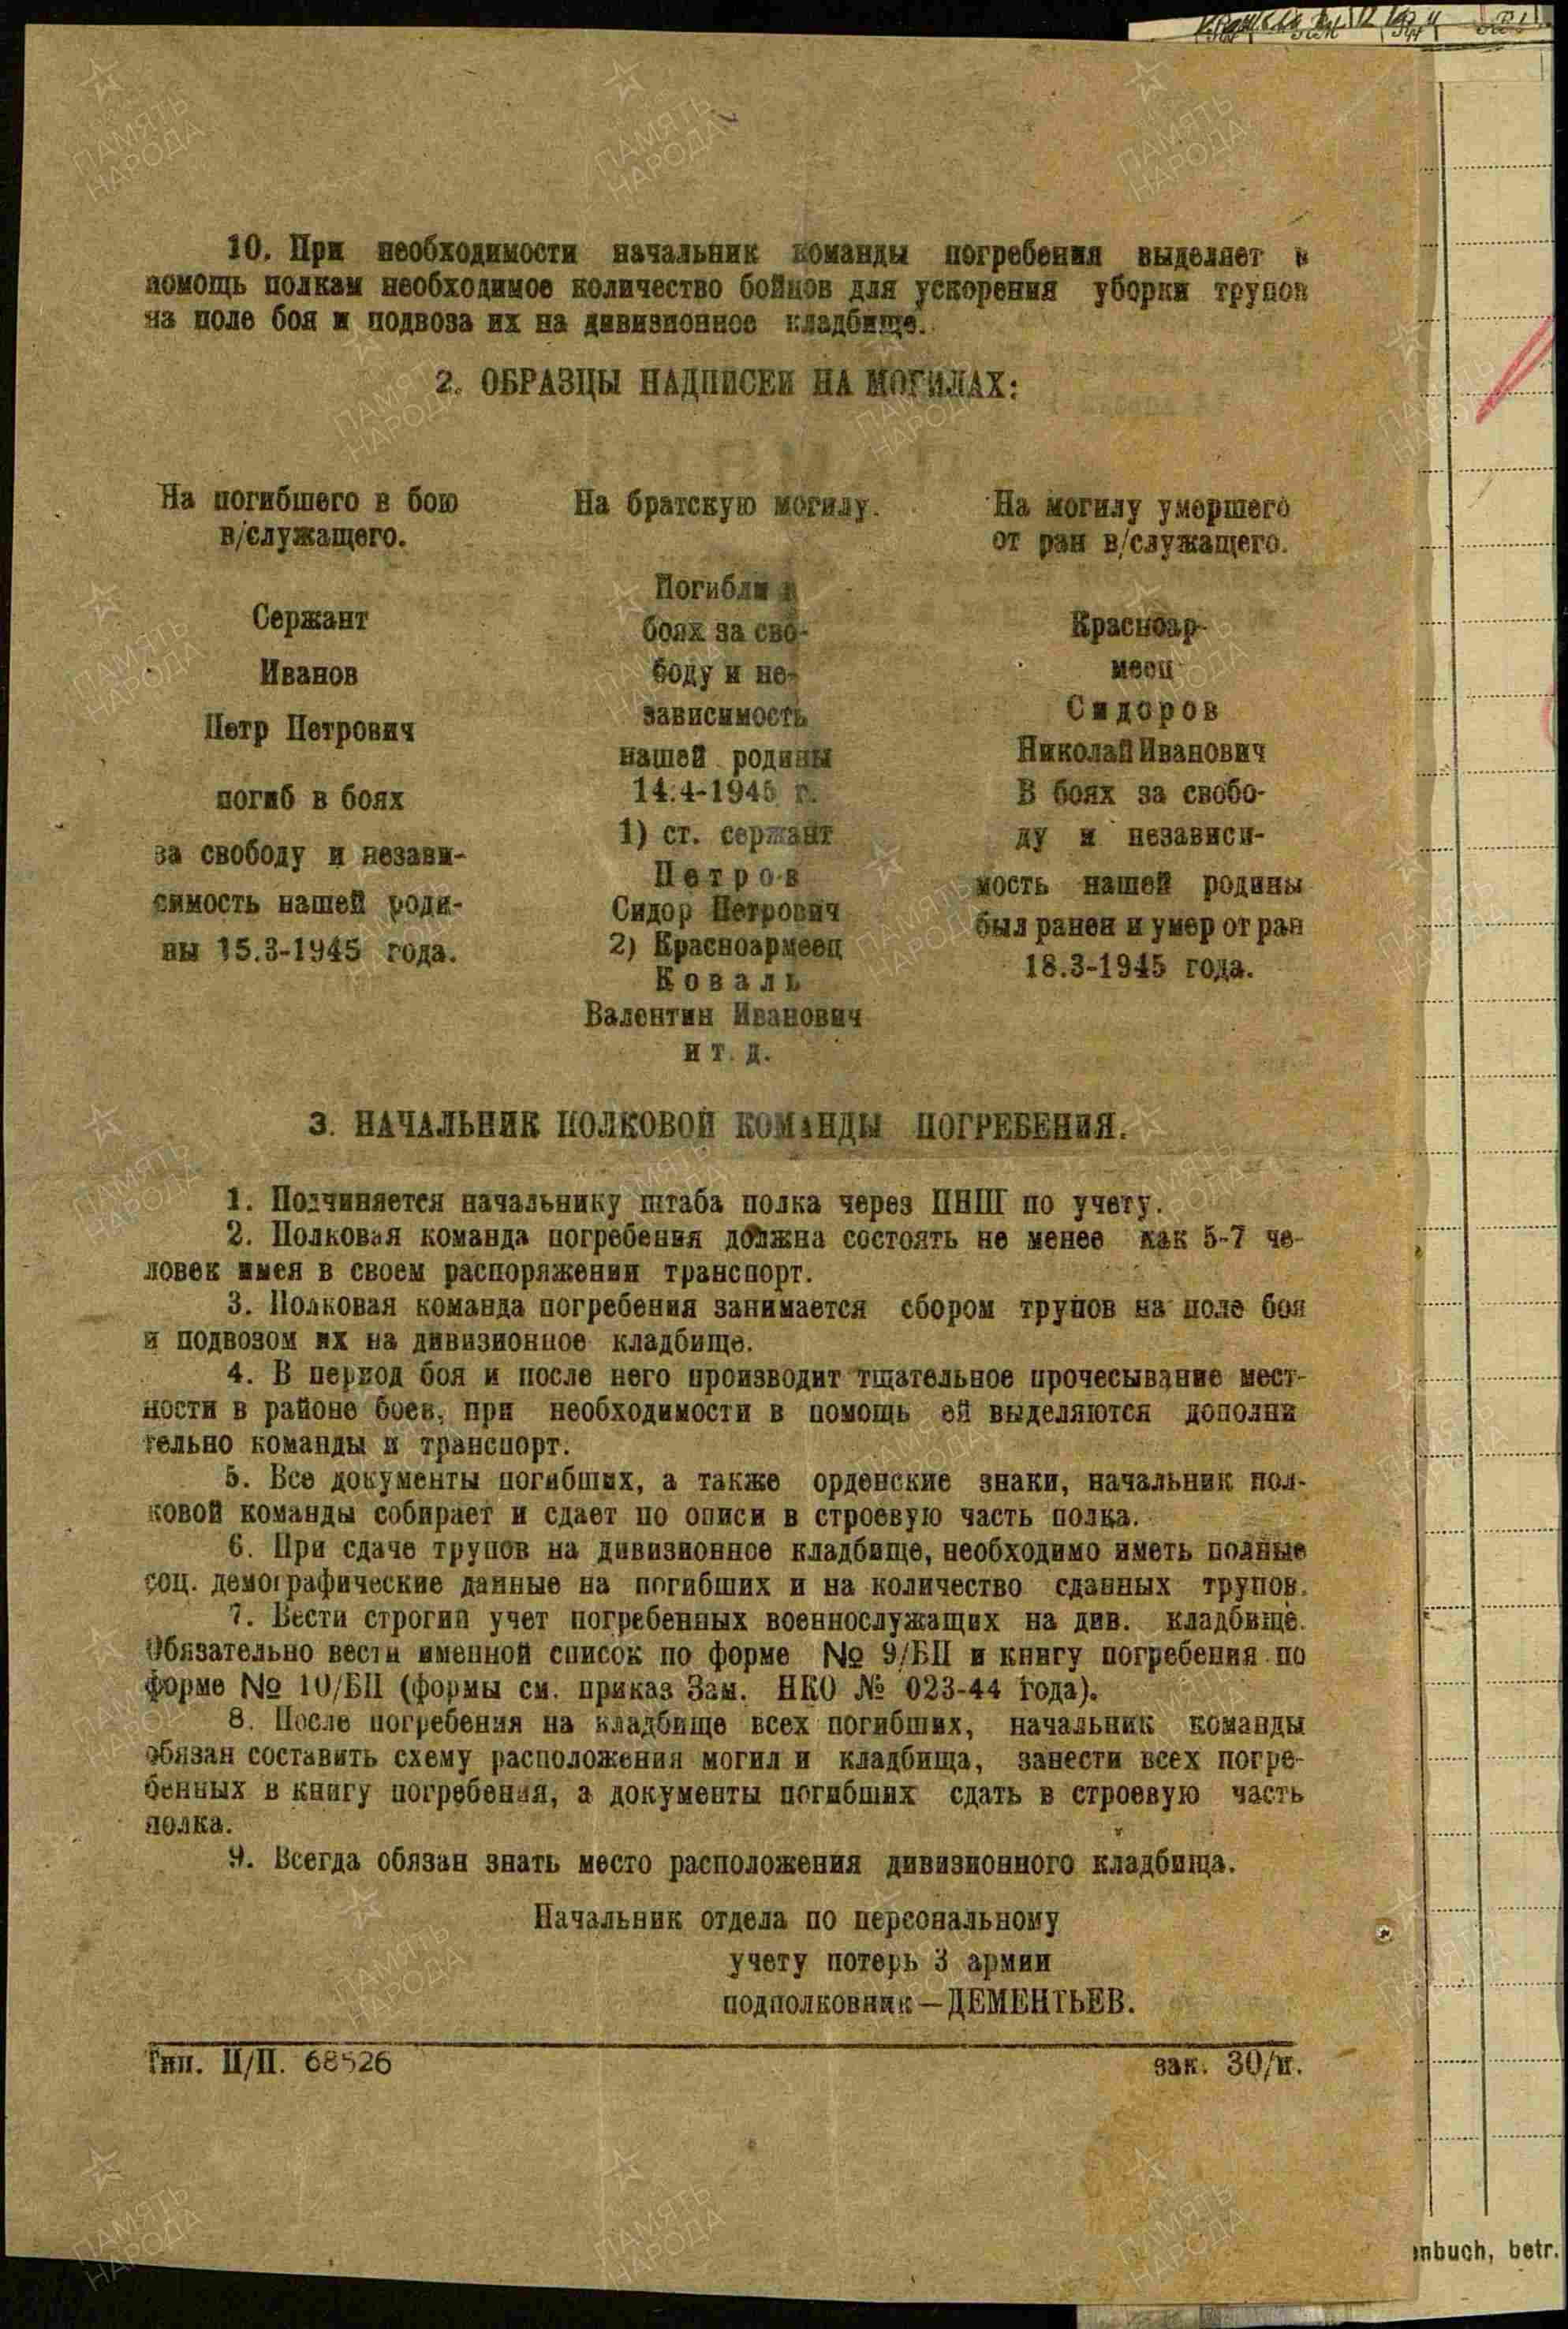 10. При необходимости начальник команды погребения выделяет в
помощь полкам необходимое количество бойцов для ускорения уборки трупов
на поле боя и подвоза их на дивизионное кладбище.
2. ОБРАЗЦЫ НАДПИСЕЙ НА МОГИЛАХ:
На погибшего в бою
в/служащего.
Сержант
Иванов
Петр Петрович
погиб в боях
за свободу и незави-
симость нашей роди-
ны 15.3-1945 года.
На братскую могилу.
Погибли в
боях за сво-
боду и не-
зависимость
нашей родины
14.4-1945 г.
1) ст. сержант
Петров
Сидор Петрович
2) Красноармеец
Коваль
Валентин Иванович
и т. д.
На могилу умершего
от ран в/служащего.
Красноар-
меец
Сидоров
Николай Иванович
В боях за свобо-
ду и независи-
мость нашей родины
был ранен и умер от ран
18.3-1945 года.
3. НАЧАЛЬНИК ПОЛКОВОЙ КОМАНДЫ ПОГРЕБЕНИЯ.
1. Подчиняется начальнику штаба полка через ПНШ по учету.
2. Полковая команда погребения должна состоять не менее как 5-7 че-
ловек имея в своем распоряжении транспорт.
3. Полковая команда погребения занимается сбором трупов на поле боя
и подвозом их на дивизионное кладбище.
4. В период боя и после него производит тщательное прочесывание мест-
ности в районе боев, при необходимости в помощь ей выделяются дополни
тельно команды и транспорт.
5. Все документы погибших, а также орденские знаки, начальник пол-
ковой команды собирает и сдает по описи в строевую часть полка.
6. При сдаче трупов на дивизионное кладбище, необходимо иметь полные
соц. демографические данные на погибших и на количество сданных трупов.
7. Вести строгий учет погребенных военнослужащих на див. кладбище.
Обязательно вести именной список по форме № 9/БП и книгу погребения по
форме № 10/БП (формы см. приказ Зам. НКО № 023-44 года).
8. После погребения на кладбище всех погибших, начальник команды
обязан составить схему расположения могил и кладбища, занести всех погре-
бенных в книгу погребения, а документы погибших сдать в строевую часть
полка.
9. Всегда обязан знать место расположения дивизионного кладбища.
Начальник отдела по персональному
учету потерь 3 армии
подполковник—ДЕМЕНТЬЕВ.
Тип. П/П. 68526
зак. 30/н.
nbuch, betr.
ПАМЯТЬ
НАРОДА